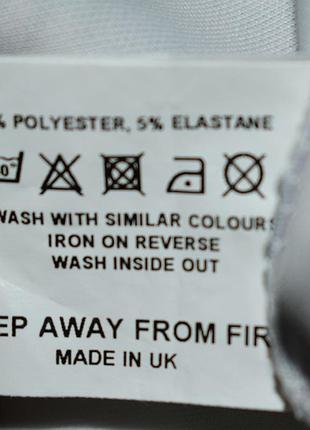 % POLYESTER, 5% ELASTANE
WASH WITH SIMILAR COLOURS
IRON ON REVERSE
WASH INSIDE OUT
EP AWAY FROM FIR
MADE IN UK